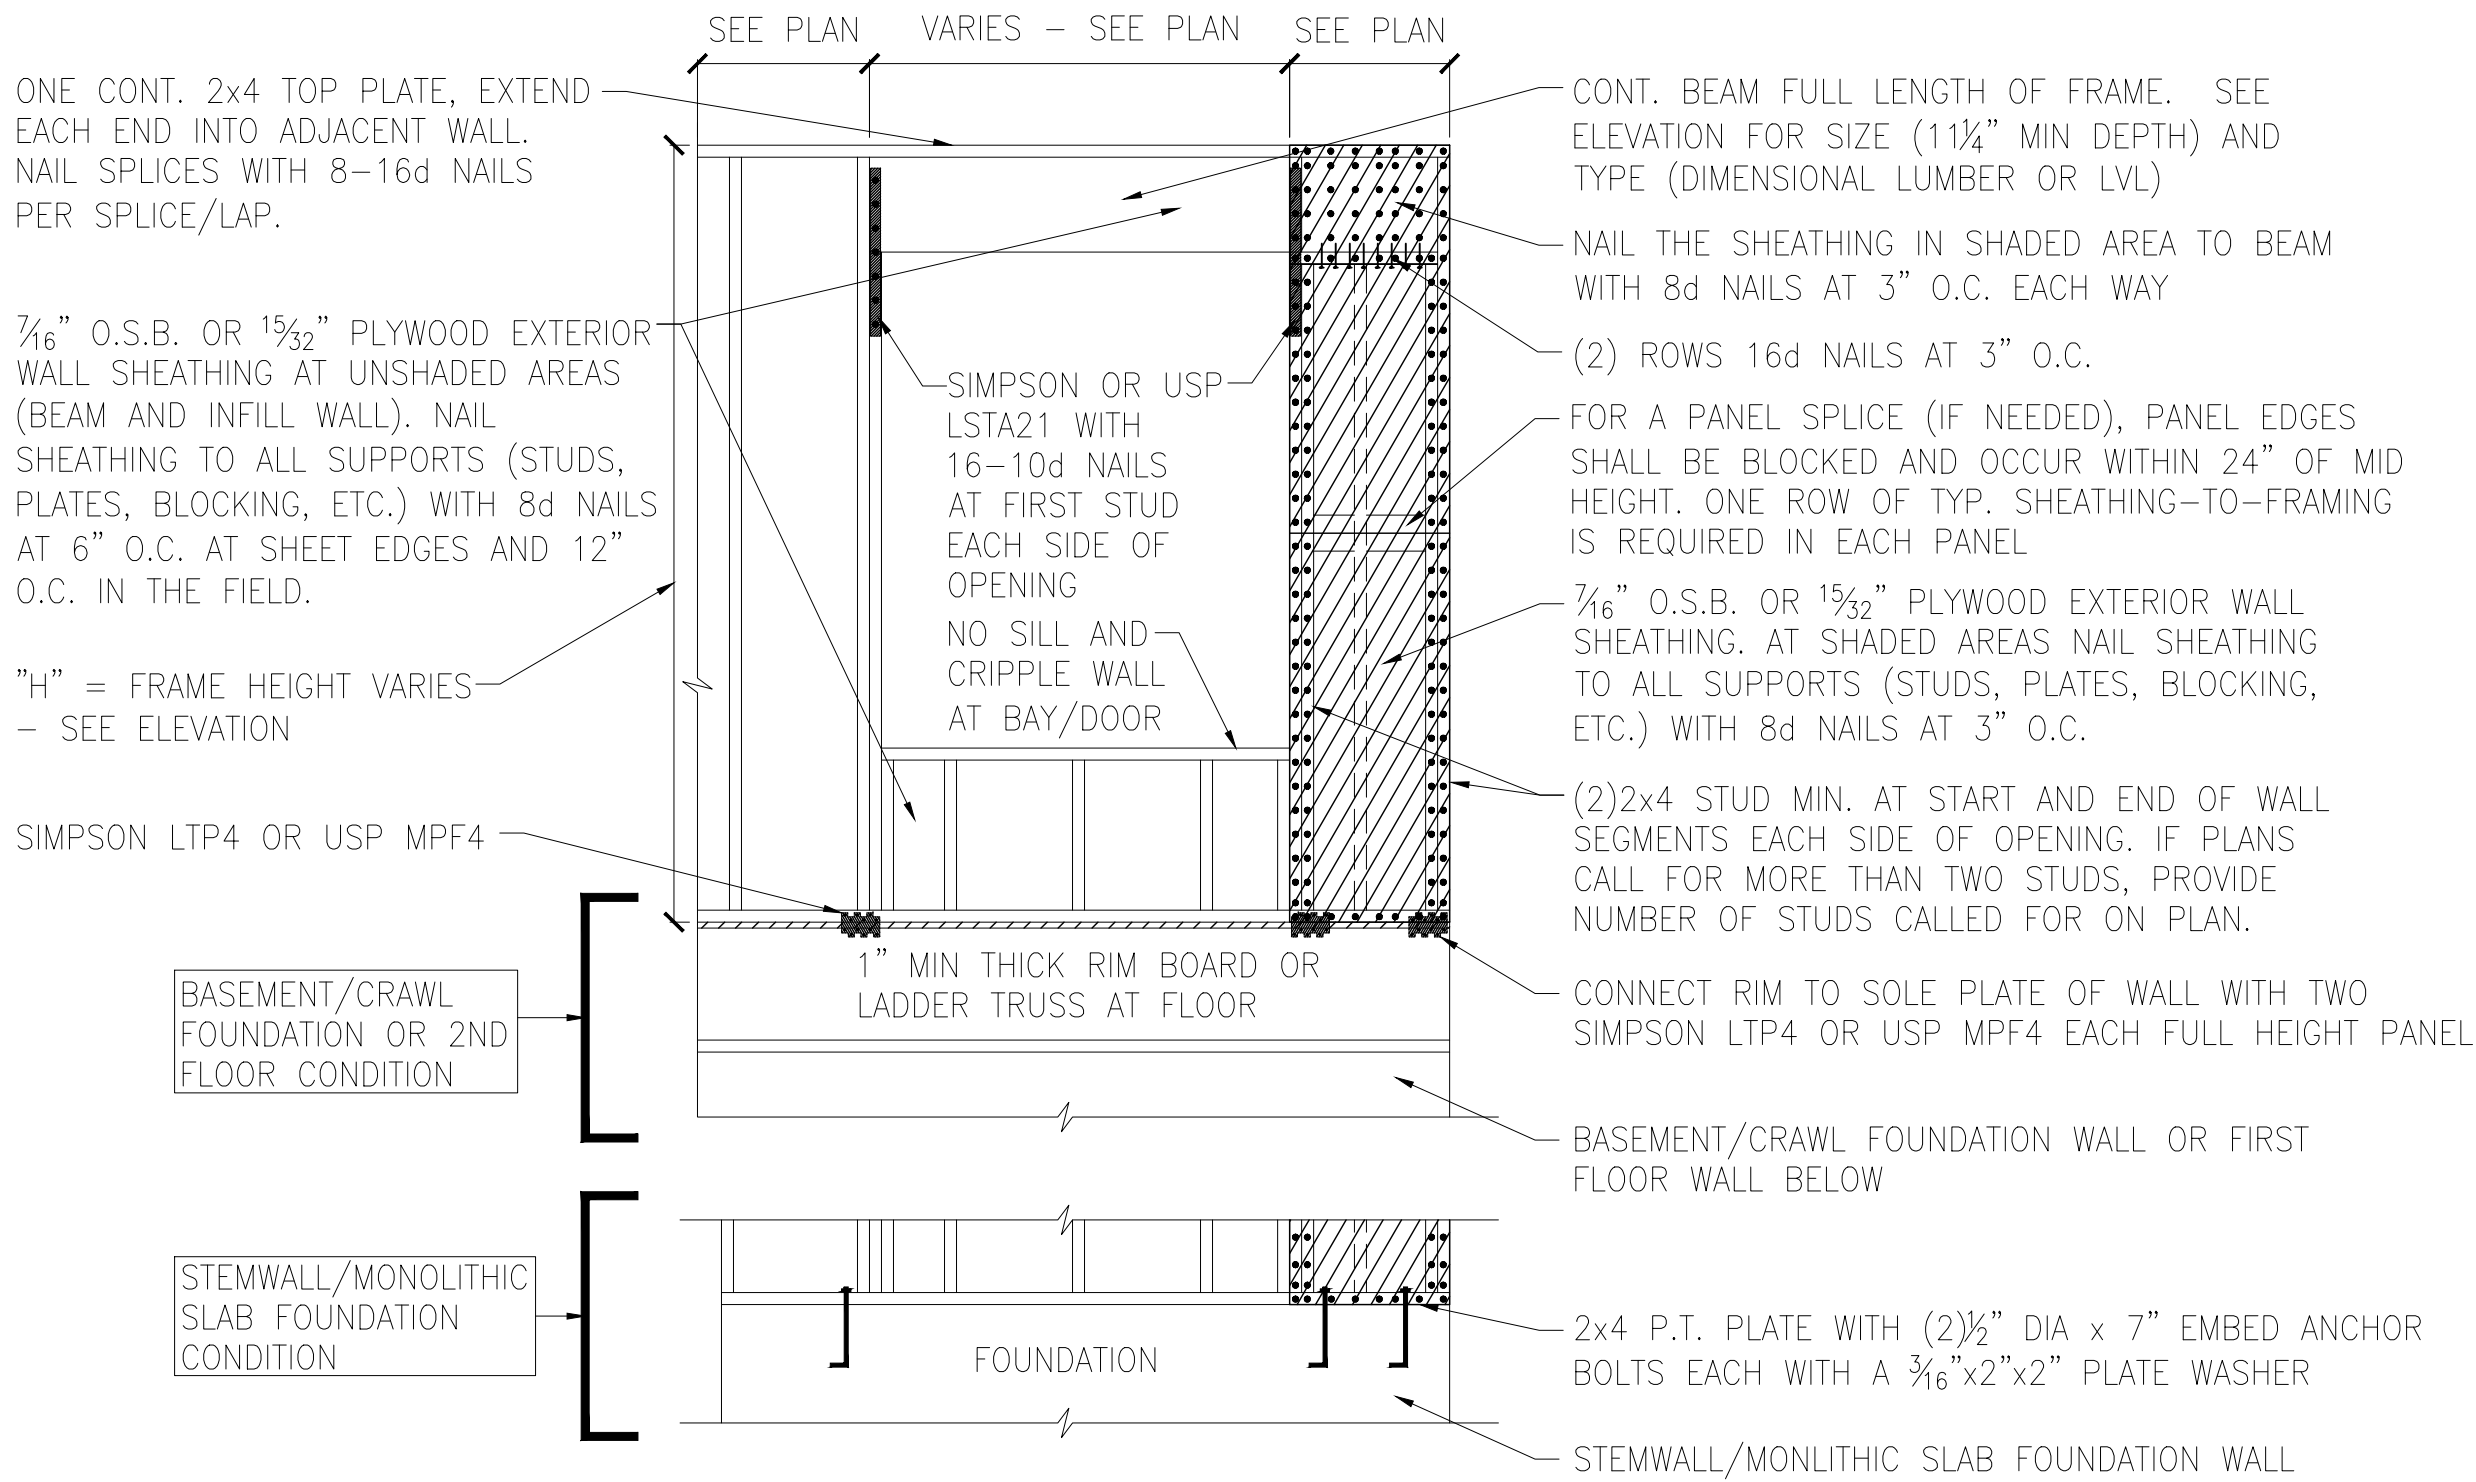 SEE PLAN
VARIES – SEE PLAN
SEE PLAN
ONE CONT. 2x4 TOP PLATE, EXTEND
EACH END INTO ADJACENT WALL.
NAIL SPLICES WITH 8–16d NAILS
PER SPLICE/LAP.
7/16" O.S.B. OR 15/32" PLYWOOD EXTERIOR
WALL SHEATHING AT UNSHADED AREAS
(BEAM AND INFILL WALL). NAIL
SHEATHING TO ALL SUPPORTS (STUDS,
PLATES, BLOCKING, ETC.) WITH 8d NAILS
AT 6" O.C. AT SHEET EDGES AND 12"
O.C. IN THE FIELD.
"H" = FRAME HEIGHT VARIES
– SEE ELEVATION
SIMPSON LTP4 OR USP MPF4
BASEMENT/CRAWL
FOUNDATION OR 2ND
FLOOR CONDITION
STEMWALL/MONOLITHIC
SLAB FOUNDATION
CONDITION
SIMPSON OR USP
LSTA21 WITH
16–10d NAILS
AT FIRST STUD
EACH SIDE OF
OPENING
NO SILL AND
CRIPPLE WALL
AT BAY/DOOR
1" MIN THICK RIM BOARD OR
LADDER TRUSS AT FLOOR
FOUNDATION
CONT. BEAM FULL LENGTH OF FRAME. SEE
ELEVATION FOR SIZE (11¼" MIN DEPTH) AND
TYPE (DIMENSIONAL LUMBER OR LVL)
NAIL THE SHEATHING IN SHADED AREA TO BEAM
WITH 8d NAILS AT 3" O.C. EACH WAY
(2) ROWS 16d NAILS AT 3" O.C.
FOR A PANEL SPLICE (IF NEEDED), PANEL EDGES
SHALL BE BLOCKED AND OCCUR WITHIN 24" OF MID
HEIGHT. ONE ROW OF TYP. SHEATHING–TO–FRAMING
IS REQUIRED IN EACH PANEL
7/16" O.S.B. OR 15/32" PLYWOOD EXTERIOR WALL
SHEATHING. AT SHADED AREAS NAIL SHEATHING
TO ALL SUPPORTS (STUDS, PLATES, BLOCKING,
ETC.) WITH 8d NAILS AT 3" O.C.
(2)2x4 STUD MIN. AT START AND END OF WALL
SEGMENTS EACH SIDE OF OPENING. IF PLANS
CALL FOR MORE THAN TWO STUDS, PROVIDE
NUMBER OF STUDS CALLED FOR ON PLAN.
CONNECT RIM TO SOLE PLATE OF WALL WITH TWO
SIMPSON LTP4 OR USP MPF4 EACH FULL HEIGHT PANEL
BASEMENT/CRAWL FOUNDATION WALL OR FIRST
FLOOR WALL BELOW
2x4 P.T. PLATE WITH (2)½" DIA x 7" EMBED ANCHOR
BOLTS EACH WITH A 3/16"x2"x2" PLATE WASHER
STEMWALL/MONLITHIC SLAB FOUNDATION WALL